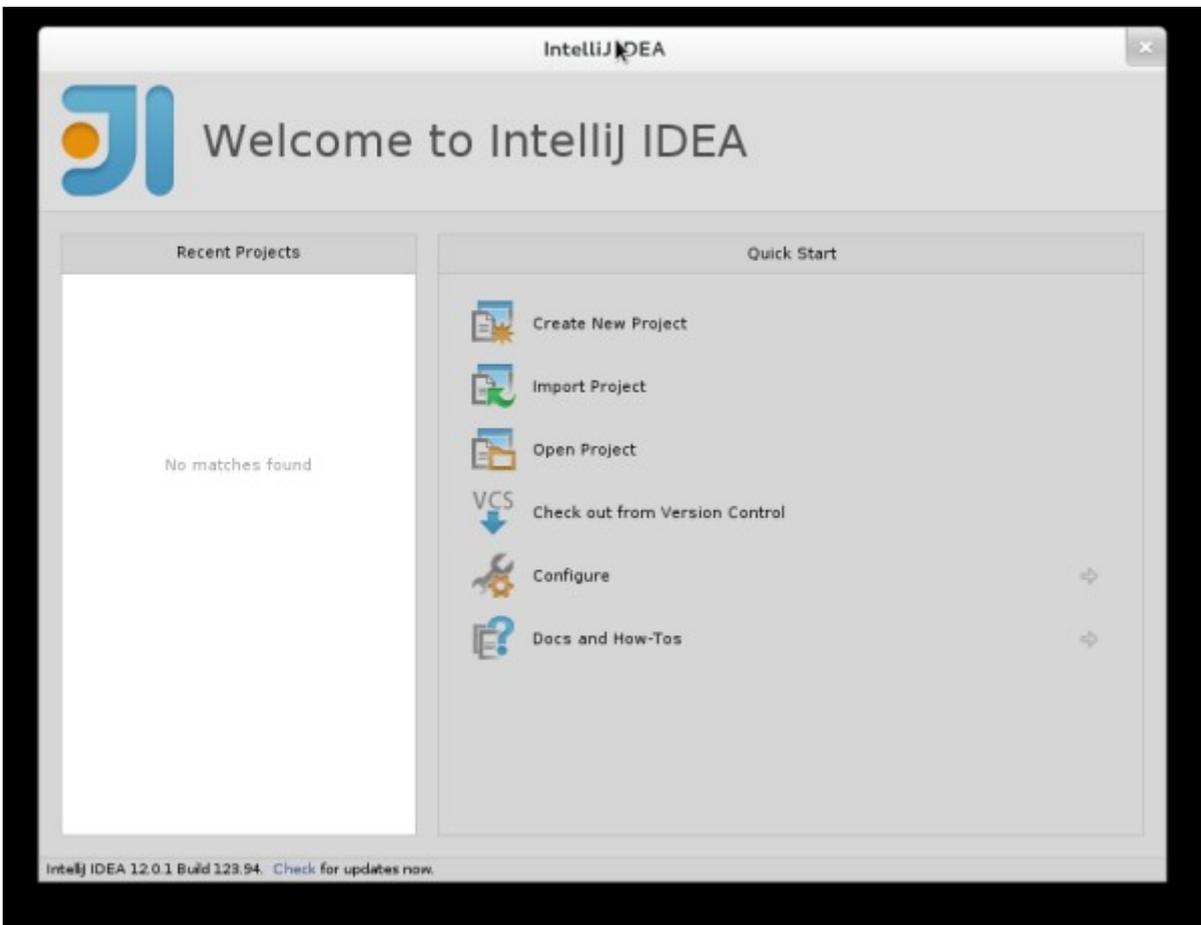 IntelliJ IDEA
Welcome to IntelliJ IDEA
Recent Projects
No matches found
Quick Start
Create New Project
Import Project
Open Project
VCS
Check out from Version Control
Configure
Docs and How-Tos
IntelliJ IDEA 12.0.1 Build 123.94. Check for updates now.